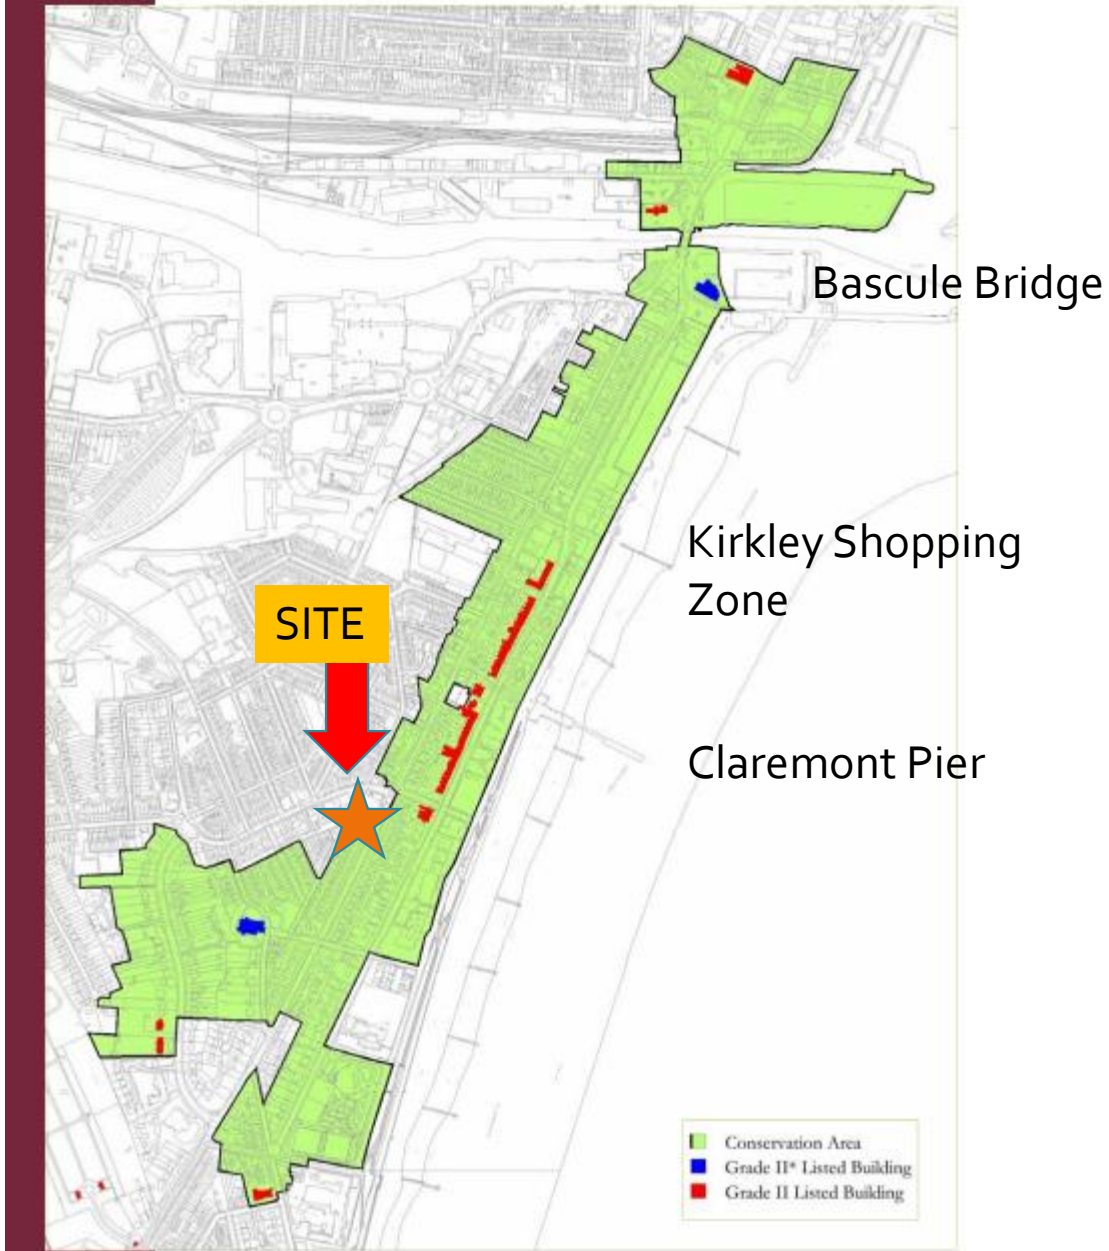 Bascule Bridge
Kirkley Shopping
Zone
SITE
Claremont Pier
Conservation Area
Grade II* Listed Building
Grade II Listed Building